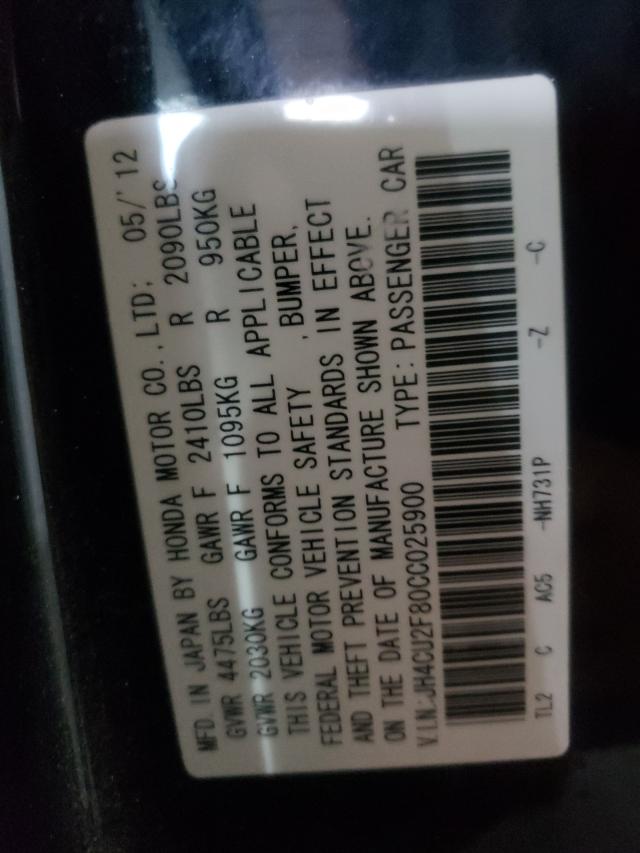 MFD. IN JAPAN BY HONDA MOTOR CO., LTD; 05/'12
GVWR 4475LBS GAWR F 2410LBS R 2090LBS
GVWR 2030KG GAWR F 1095KG R 950KG
THIS VEHICLE CONFORMS TO ALL APPLICABLE
FEDERAL MOTOR VEHICLE SAFETY , BUMPER,
AND THEFT PREVENTION STANDARDS IN EFFECT
ON THE DATE OF MANUFACTURE SHOWN ABOVE.
V.I.N:JH4CU2F80CC025900 TYPE: PASSENGER CAR
TL2 C AC5 -NH731P -Z -C